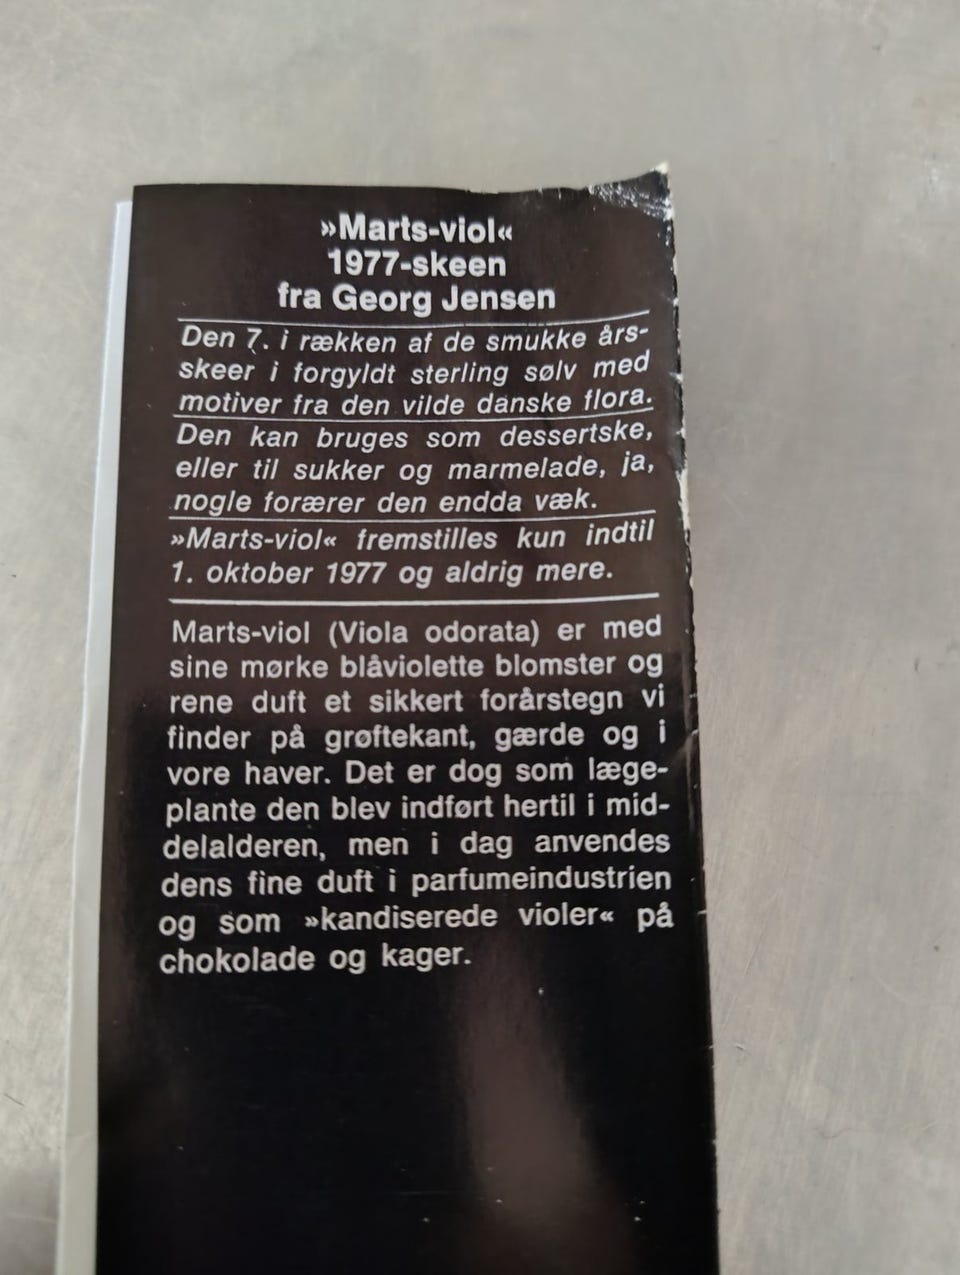 »Marts-viol«
1977-skeen
fra Georg Jensen
Den 7. i rækken af de smukke års-
skeer i forgyldt sterling sølv med
motiver fra den vilde danske flora.
Den kan bruges som dessertske,
eller til sukker og marmelade, ja,
nogle forærer den endda væk.
»Marts-viol« fremstilles kun indtil
1. oktober 1977 og aldrig mere.
Marts-viol (Viola odorata) er med
sine mørke blåviolette blomster og
rene duft et sikkert forårstegn vi
finder på grøftekant, gærde og i
vore haver. Det er dog som læge-
plante den blev indført hertil i mid-
delalderen, men i dag anvendes
dens fine duft i parfumeindustrien
og som »kandiserede violer« på
chokolade og kager.